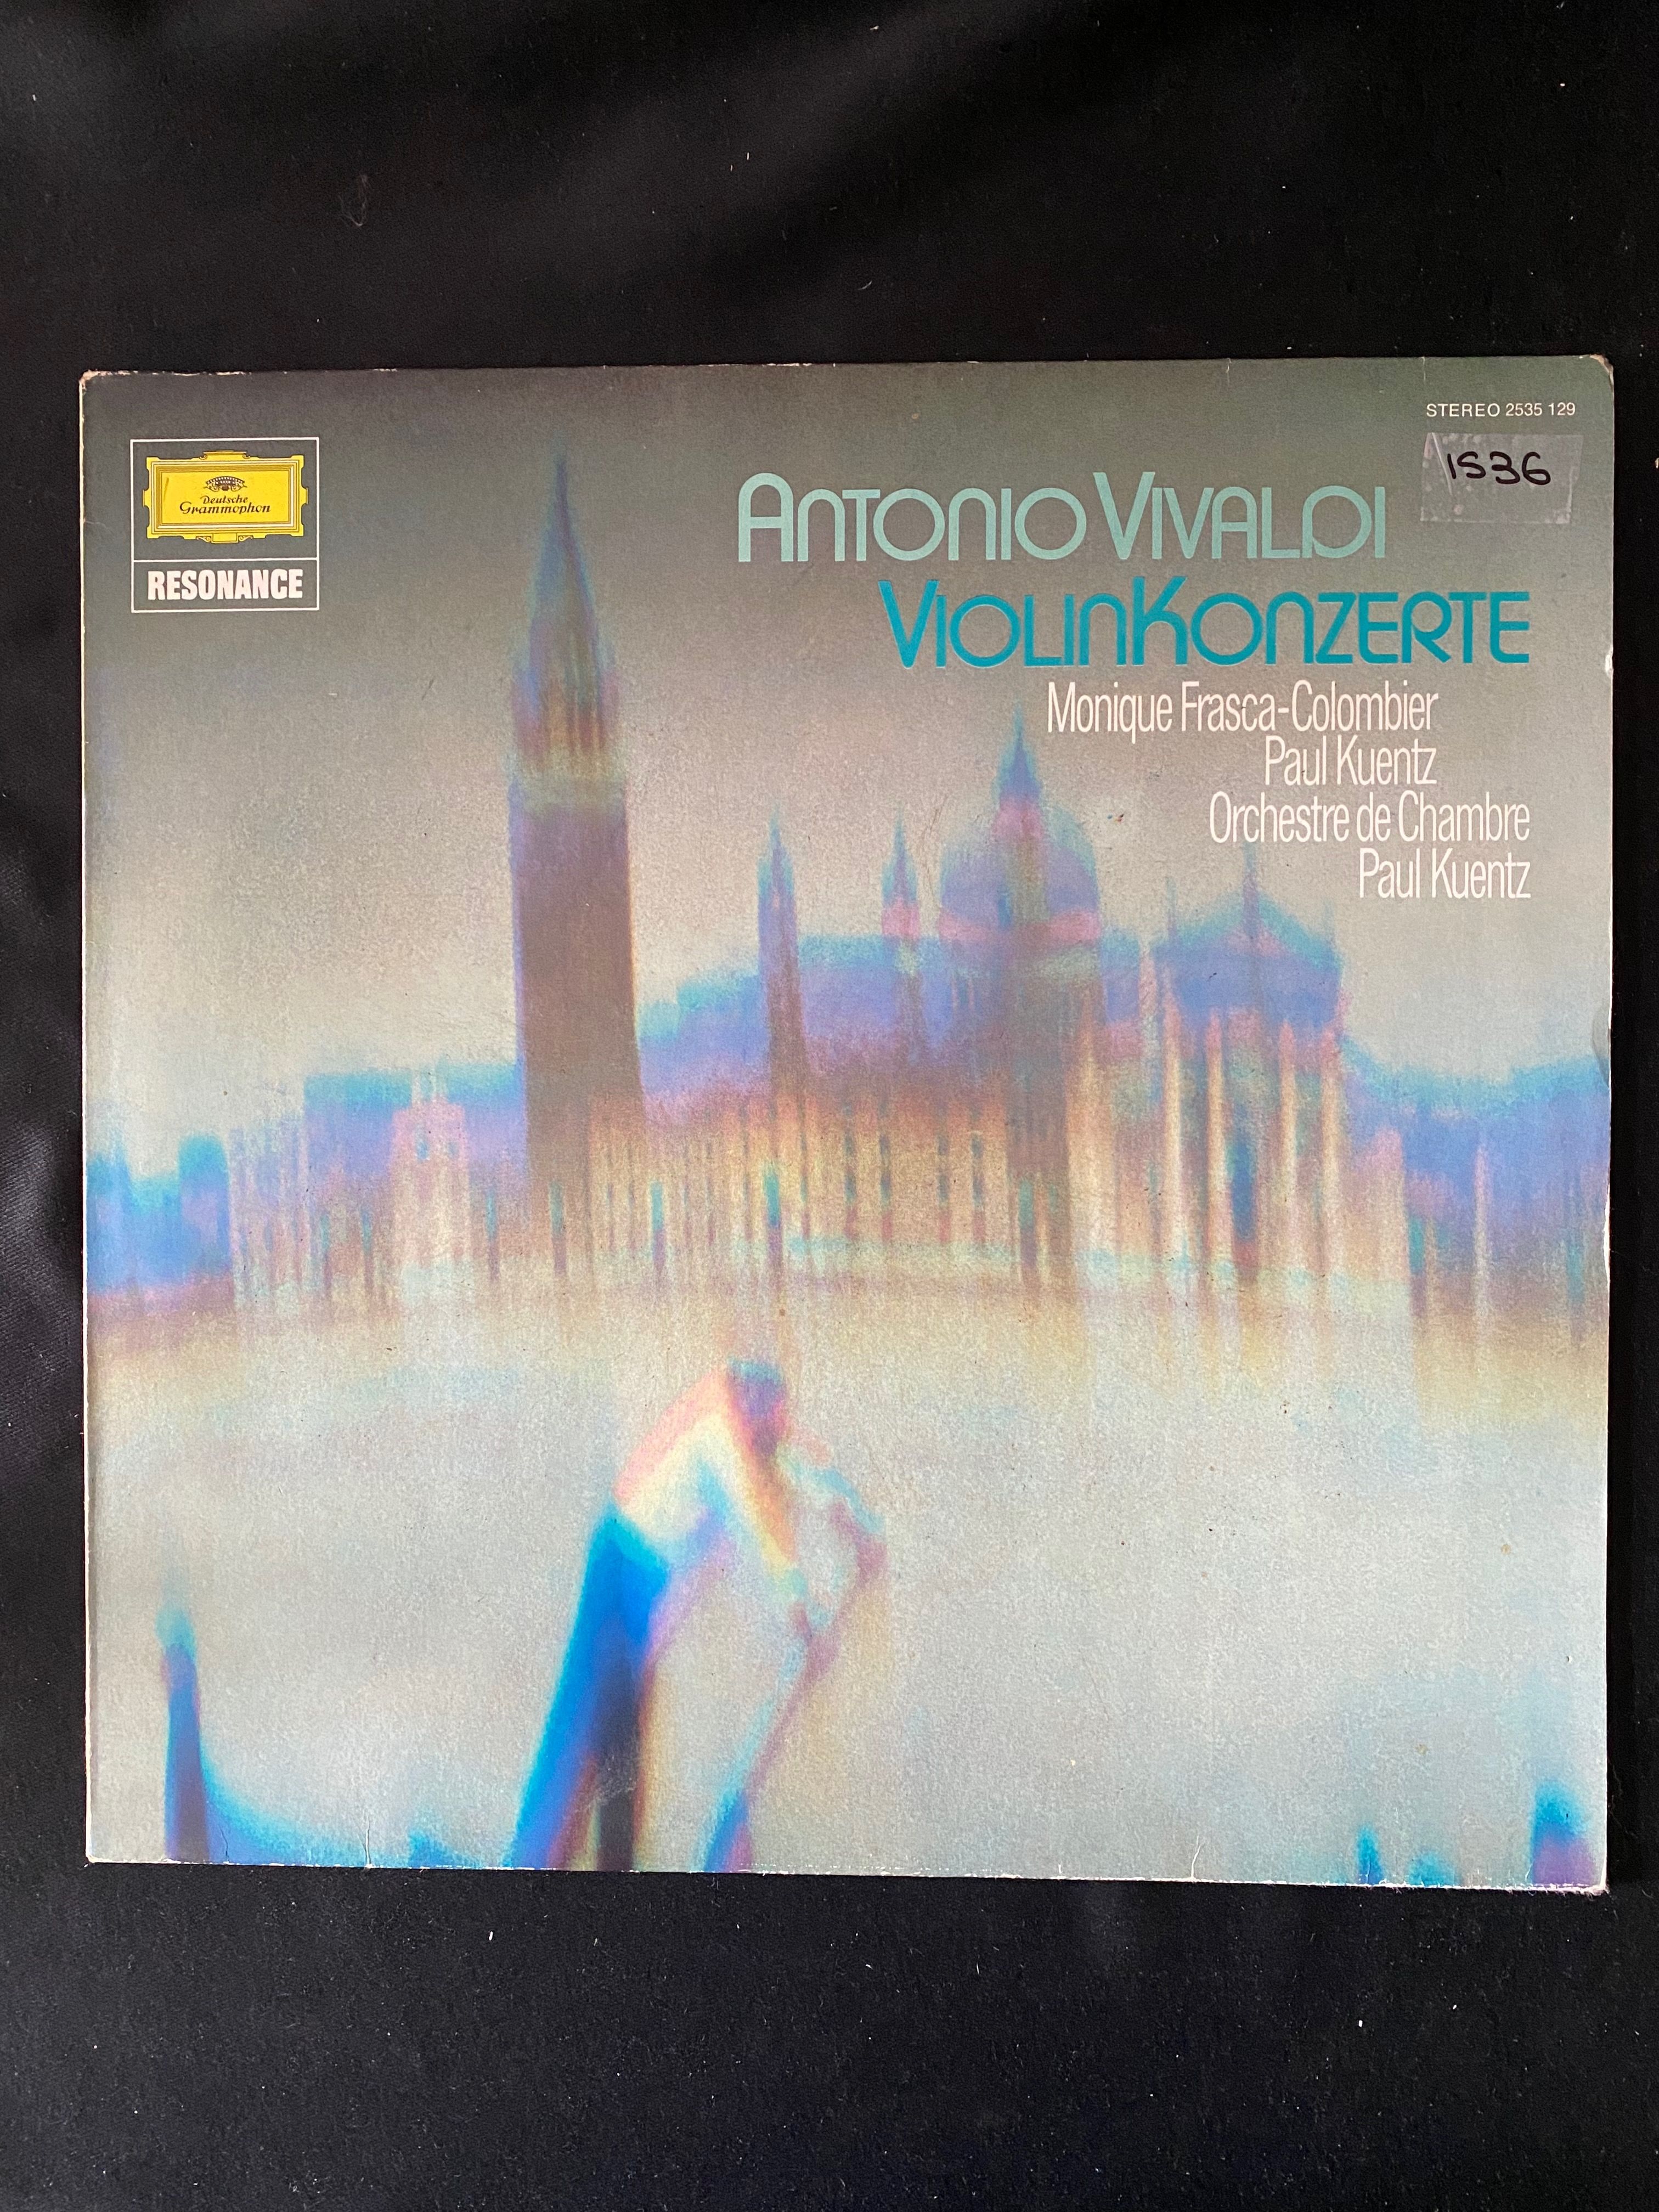 STEREO 2535 129
1536
Deutsche
Grammophon
RESONANCE
ANTONIO VIVALDI
VIOLINKONZERTE
Monique Frasca-Colombier
Paul Kuentz
Orchestre de Chambre
Paul Kuentz